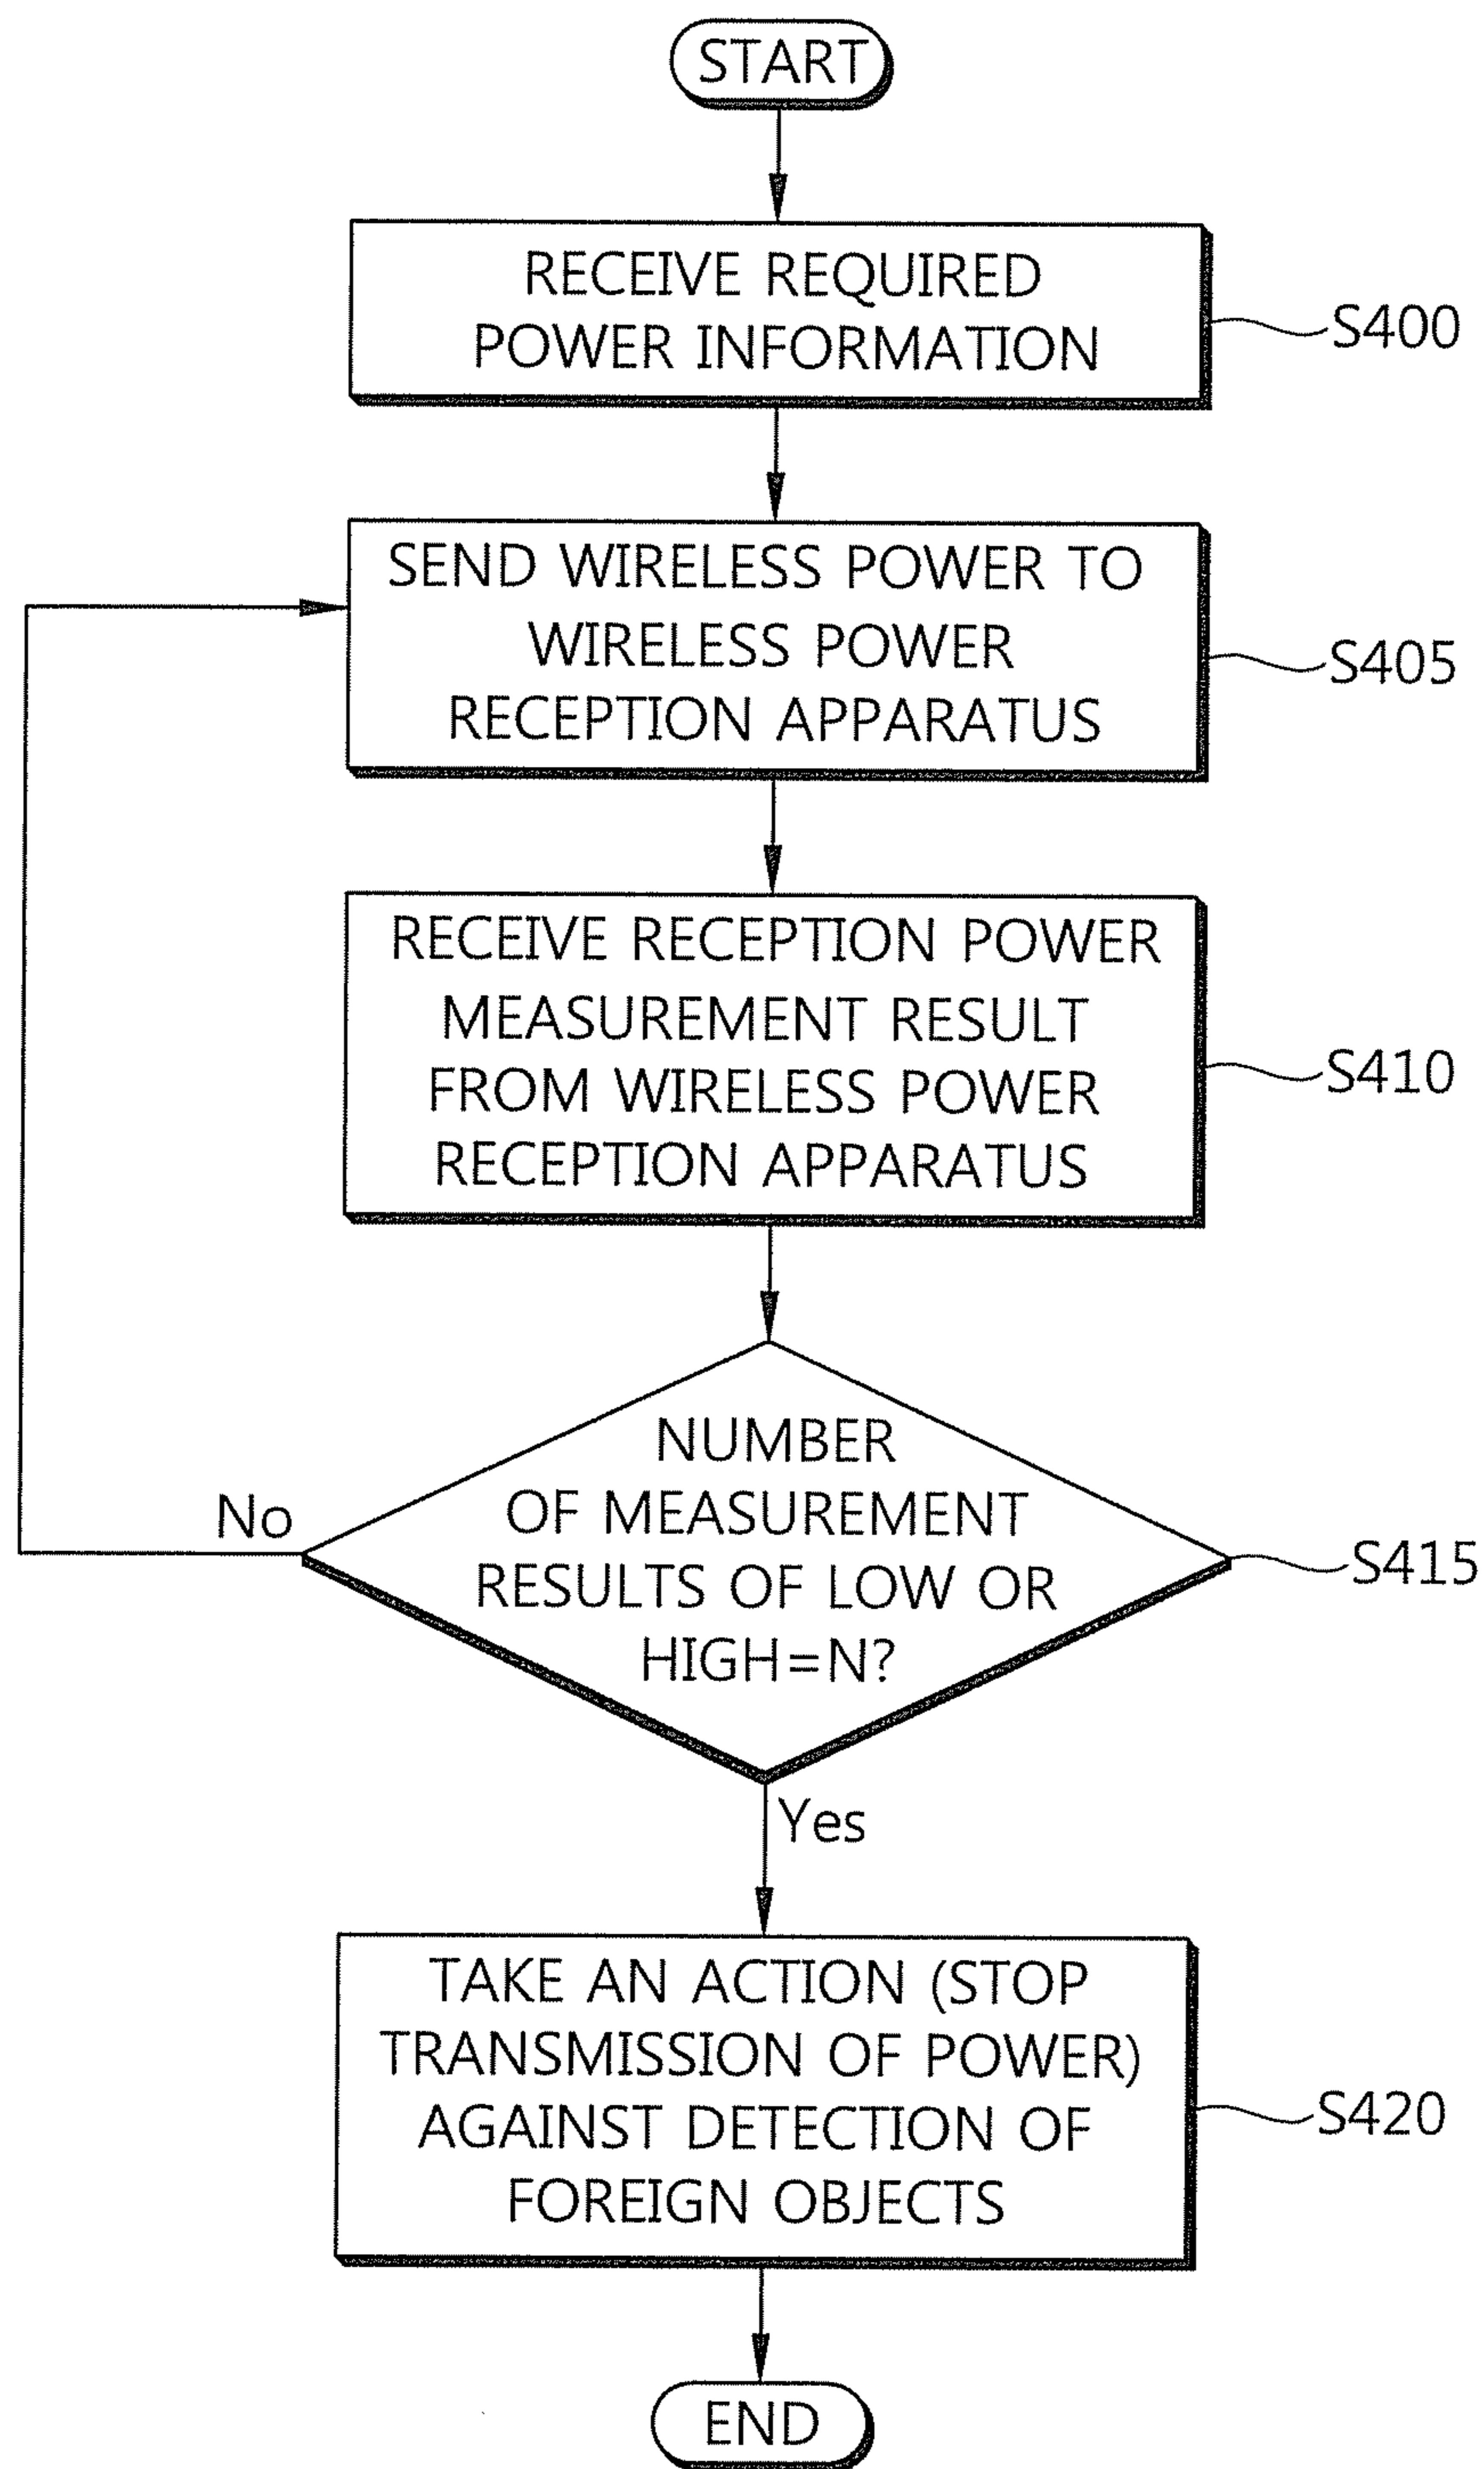 START
RECEIVE REQUIRED
POWER INFORMATION
S400
SEND WIRELESS POWER TO
WIRELESS POWER
RECEPTION APPARATUS
S405
RECEIVE RECEPTION POWER
MEASUREMENT RESULT
FROM WIRELESS POWER
RECEPTION APPARATUS
S410
NUMBER
OF MEASUREMENT
RESULTS OF LOW OR
HIGH=N?
No
S415
Yes
TAKE AN ACTION (STOP
TRANSMISSION OF POWER)
AGAINST DETECTION OF
FOREIGN OBJECTS
S420
END